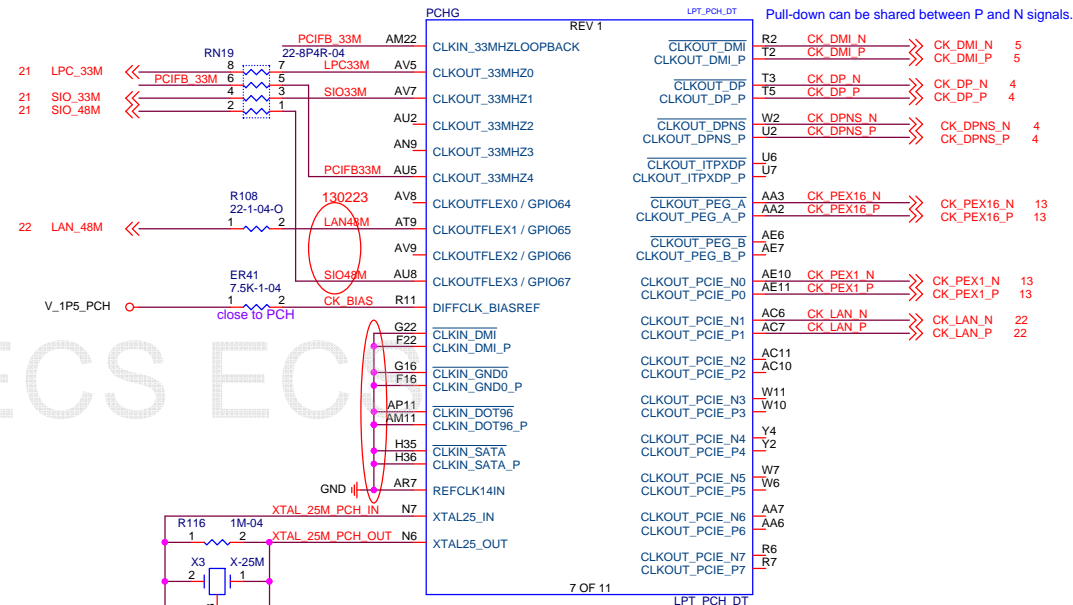 PCHG
LPT_PCH_DT
Pull-down can be shared between P and N signals.
REV 1
PCIFB_33M AM22 CLKIN_33MHZLOOPBACK
RN19 22-8P4R-04
21 LPC_33M 8 7 LPC33M AV5 CLKOUT_33MHZ0
PCIFB_33M 6 5
21 SIO_33M 4 3 SIO33M AV7 CLKOUT_33MHZ1
21 SIO_48M 2 1
AU2 CLKOUT_33MHZ2
AN9 CLKOUT_33MHZ3
PCIFB33M AU5 CLKOUT_33MHZ4
R108 22-1-04-O
130223
AV8 CLKOUTFLEX0 / GPIO64
22 LAN_48M 1 2 LAN48M AT9 CLKOUTFLEX1 / GPIO65
AV9 CLKOUTFLEX2 / GPIO66
SIO48M AU8 CLKOUTFLEX3 / GPIO67
ER41
7.5K-1-04
V_1P5_PCH 1 2 CK_BIAS R11 DIFFCLK_BIASREF
close to PCH
G22 CLKIN_DMI
F22 CLKIN_DMI_P
G16 CLKIN_GND0
F16 CLKIN_GND0_P
AP11 CLKIN_DOT96
AM11 CLKIN_DOT96_P
H35 CLKIN_SATA
H36 CLKIN_SATA_P
GND AR7 REFCLK14IN
XTAL_25M_PCH_IN N7 XTAL25_IN
R116 1M-04
1 2 XTAL_25M_PCH_OUT N6 XTAL25_OUT
X3 X-25M
2 1
CLKOUT_DMI R2 CK_DMI_N CK_DMI_N 5
CLKOUT_DMI_P T2 CK_DMI_P CK_DMI_P 5
CLKOUT_DP T3 CK_DP_N CK_DP_N 4
CLKOUT_DP_P T5 CK_DP_P CK_DP_P 4
CLKOUT_DPNS W2 CK_DPNS_N CK_DPNS_N 4
CLKOUT_DPNS_P U2 CK_DPNS_P CK_DPNS_P 4
CLKOUT_ITPXDP U6
CLKOUT_ITPXDP_P U7
CLKOUT_PEG_A AA3 CK_PEX16_N CK_PEX16_N 13
CLKOUT_PEG_A_P AA2 CK_PEX16_P CK_PEX16_P 13
CLKOUT_PEG_B AE6
CLKOUT_PEG_B_P AE7
CLKOUT_PCIE_N0 AE10 CK_PEX1_N CK_PEX1_N 13
CLKOUT_PCIE_P0 AE11 CK_PEX1_P CK_PEX1_P 13
CLKOUT_PCIE_N1 AC6 CK_LAN_N CK_LAN_N 22
CLKOUT_PCIE_P1 AC7 CK_LAN_P CK_LAN_P 22
CLKOUT_PCIE_N2 AC11
CLKOUT_PCIE_P2 AC10
CLKOUT_PCIE_N3 W11
CLKOUT_PCIE_P3 W10
CLKOUT_PCIE_N4 Y4
CLKOUT_PCIE_P4 Y2
CLKOUT_PCIE_N5 W7
CLKOUT_PCIE_P5 W6
CLKOUT_PCIE_N6 AA7
CLKOUT_PCIE_P6 AA6
CLKOUT_PCIE_N7 R6
CLKOUT_PCIE_P7 R7
7 OF 11
LPT_PCH_DT
ECS ECS